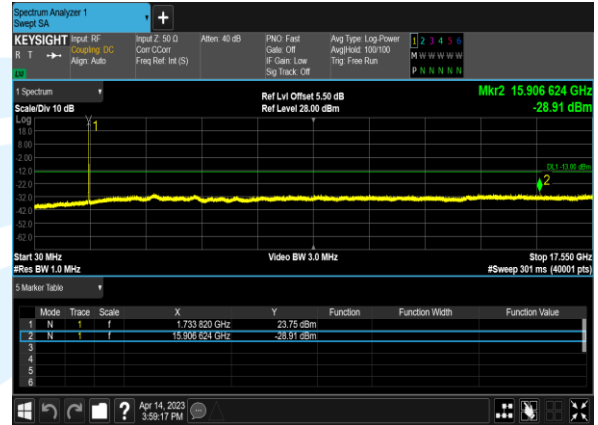 Spectrum Analyzer 1
Swept SA
+
KEYSIGHT
R T
LV
Input: RF
Coupling: DC
Align: Auto
Input Z: 50 Ω
Corr CCorr
Freq Ref: Int (S)
Atten: 40 dB
PNO: Fast
Gate: Off
IF Gain: Low
Sig Track: Off
Avg Type: Log-Power
Avg|Hold: 100/100
Trig: Free Run
1 2 3 4 5 6
M W W W W W
P N N N N N
1 Spectrum
Scale/Div 10 dB
Ref Lvl Offset 5.50 dB
Ref Level 28.00 dBm
Mkr2 15.906 624 GHz
-28.91 dBm
Log
18.0
8.00
-2.00
-12.0
-22.0
-32.0
-42.0
-52.0
-62.0
1
DL1 -13.00 dBm
2
Start 30 MHz
#Res BW 1.0 MHz
Video BW 3.0 MHz
Stop 17.550 GHz
#Sweep 301 ms (40001 pts)
5 Marker Table
Mode Trace Scale X Y Function Function Width Function Value
1 N 1 f 1.733 820 GHz 23.75 dBm
2 N 1 f 15.906 624 GHz -28.91 dBm
3
4
5
6
?
Apr 14, 2023
3:59:17 PM